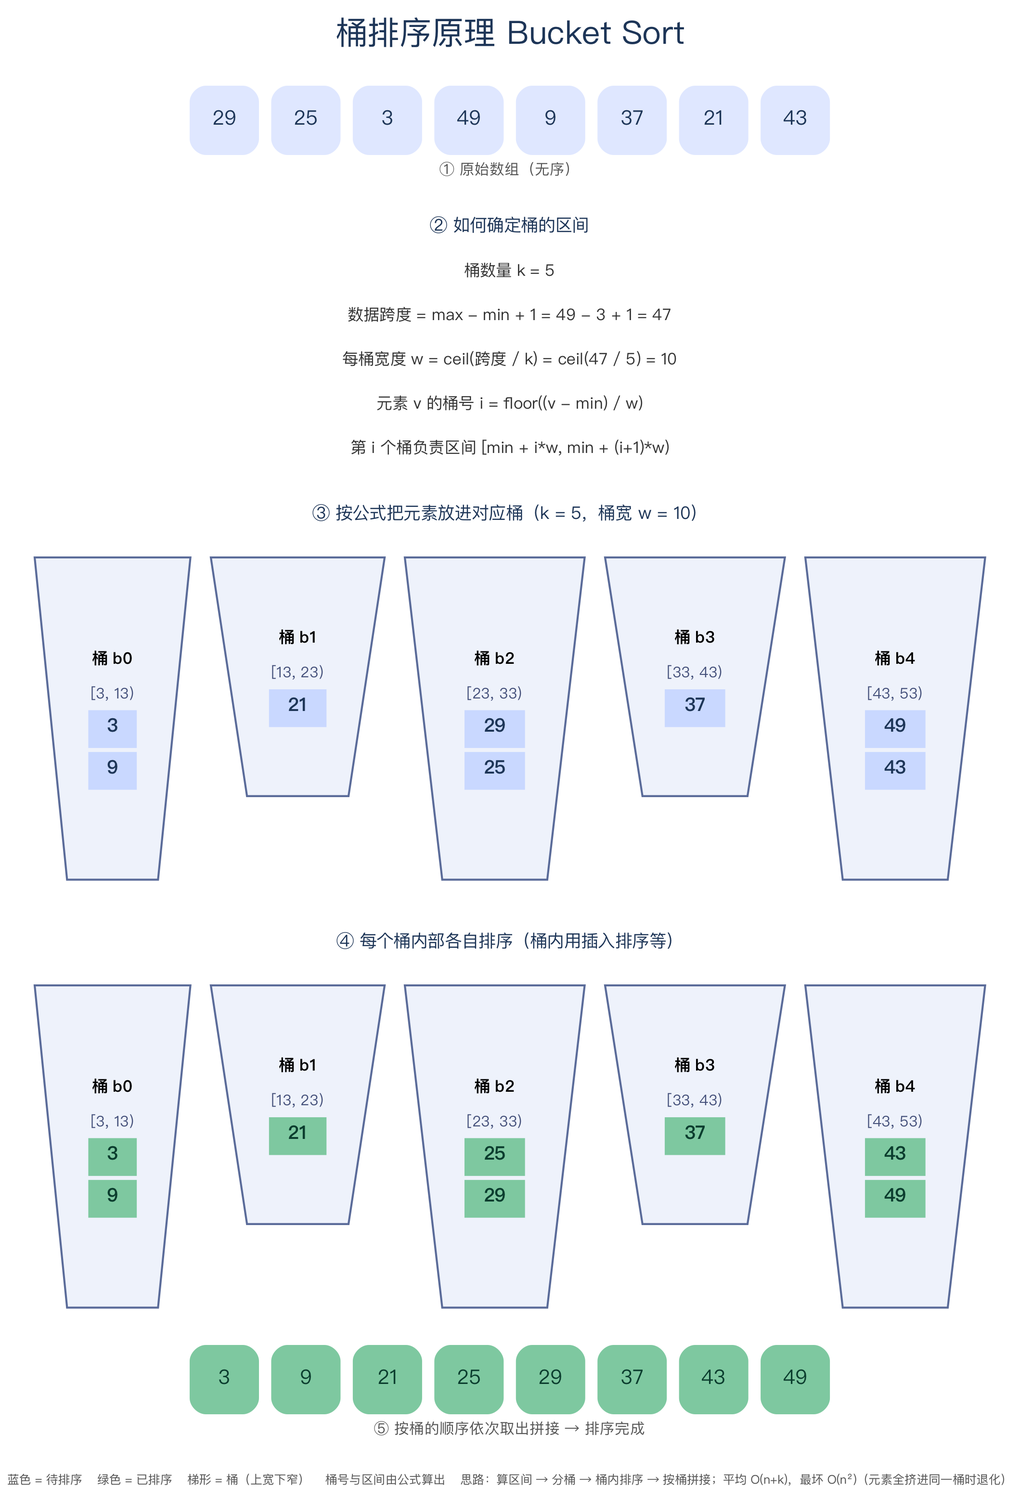 桶排序原理 Bucket Sort
29 25 3 49 9 37 21 43
① 原始数组（无序）
② 如何确定桶的区间
桶数量 k = 5
数据跨度 = max − min + 1 = 49 − 3 + 1 = 47
每桶宽度 w = ceil(跨度 / k) = ceil(47 / 5) = 10
元素 v 的桶号 i = floor((v − min) / w)
第 i 个桶负责区间 [min + i*w, min + (i+1)*w)
③ 按公式把元素放进对应桶（k = 5，桶宽 w = 10）
桶 b0
[3, 13)
3
9
桶 b1
[13, 23)
21
桶 b2
[23, 33)
29
25
桶 b3
[33, 43)
37
桶 b4
[43, 53)
49
43
④ 每个桶内部各自排序（桶内用插入排序等）
桶 b0
[3, 13)
3
9
桶 b1
[13, 23)
21
桶 b2
[23, 33)
25
29
桶 b3
[33, 43)
37
桶 b4
[43, 53)
43
49
3 9 21 25 29 37 43 49
⑤ 按桶的顺序依次取出拼接 → 排序完成
蓝色 = 待排序 绿色 = 已排序 梯形 = 桶（上宽下窄） 桶号与区间由公式算出 思路：算区间 → 分桶 → 桶内排序 → 按桶拼接；平均 O(n+k)，最坏 O(n²)（元素全挤进同一桶时退化）